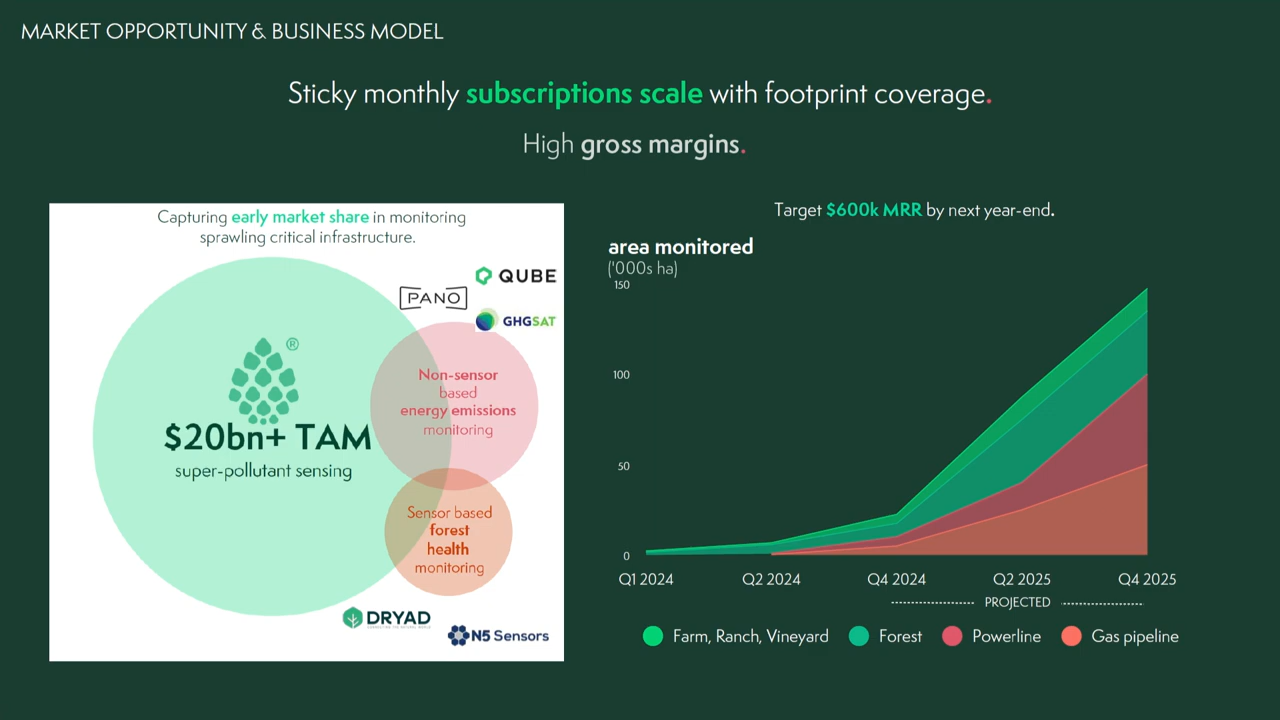 MARKET OPPORTUNITY & BUSINESS MODEL
Sticky monthly subscriptions scale with footprint coverage.
High gross margins.
Capturing early market share in monitoring
sprawling critical infrastructure.
QUBE
PANO
GHGSAT
®
$20bn+ TAM
super-pollutant sensing
Non-sensor
based
energy emissions
monitoring
Sensor based
forest
health
monitoring
DRYAD
N5 Sensors
Target $600k MRR by next year-end.
area monitored
('000s ha)
150
100
50
0
Q1 2024
Q2 2024
Q4 2024
Q2 2025
Q4 2025
PROJECTED
Farm, Ranch, Vineyard
Forest
Powerline
Gas pipeline